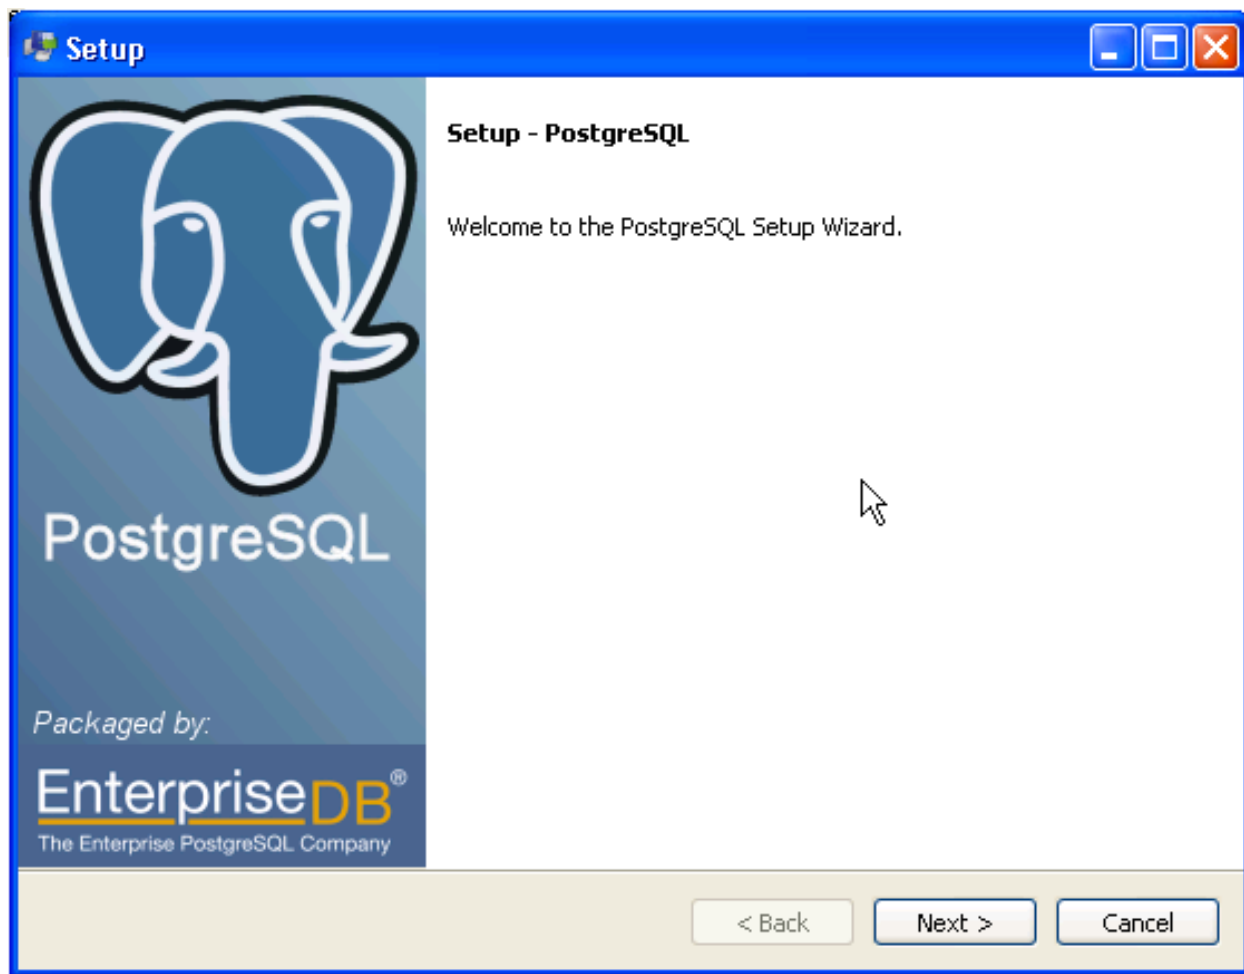 Setup
Setup - PostgreSQL
Welcome to the PostgreSQL Setup Wizard.
PostgreSQL
Packaged by:
EnterpriseDB®
The Enterprise PostgreSQL Company
< Back
Next >
Cancel